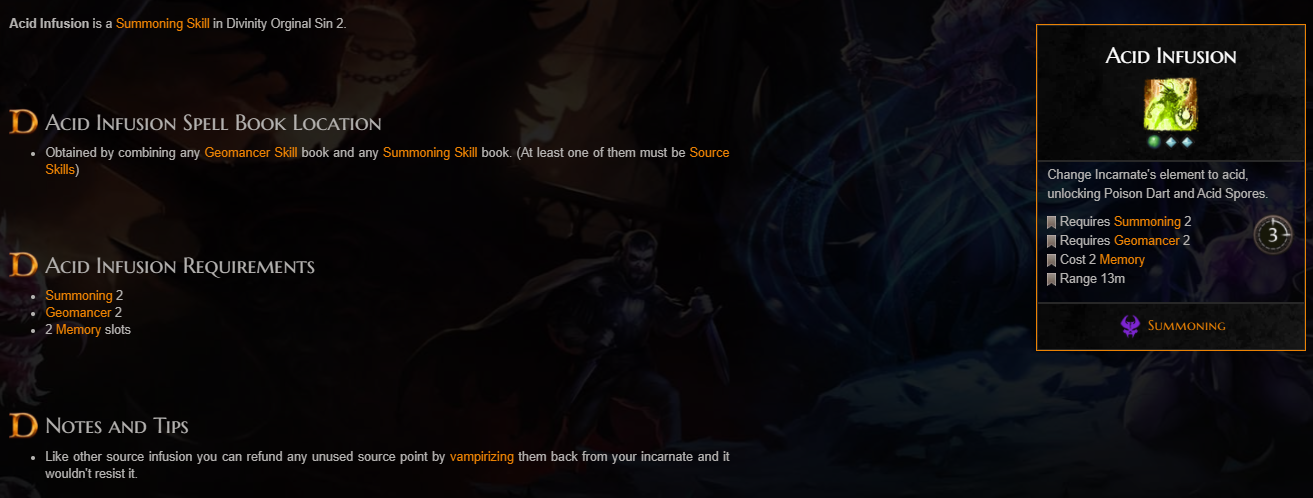 Acid Infusion is a Summoning Skill in Divinity Orginal Sin 2.
Acid Infusion Spell Book Location
Obtained by combining any Geomancer Skill book and any Summoning Skill book. (At least one of them must be Source
Skills)
Acid Infusion Requirements
Summoning 2
Geomancer 2
2 Memory slots
Notes and Tips
Like other source infusion you can refund any unused source point by vampirizing them back from your incarnate and it
wouldn't resist it.
Acid Infusion
Change Incarnate's element to acid,
unlocking Poison Dart and Acid Spores.
Requires Summoning 2
Requires Geomancer 2
Cost 2 Memory
Range 13m
3
Summoning